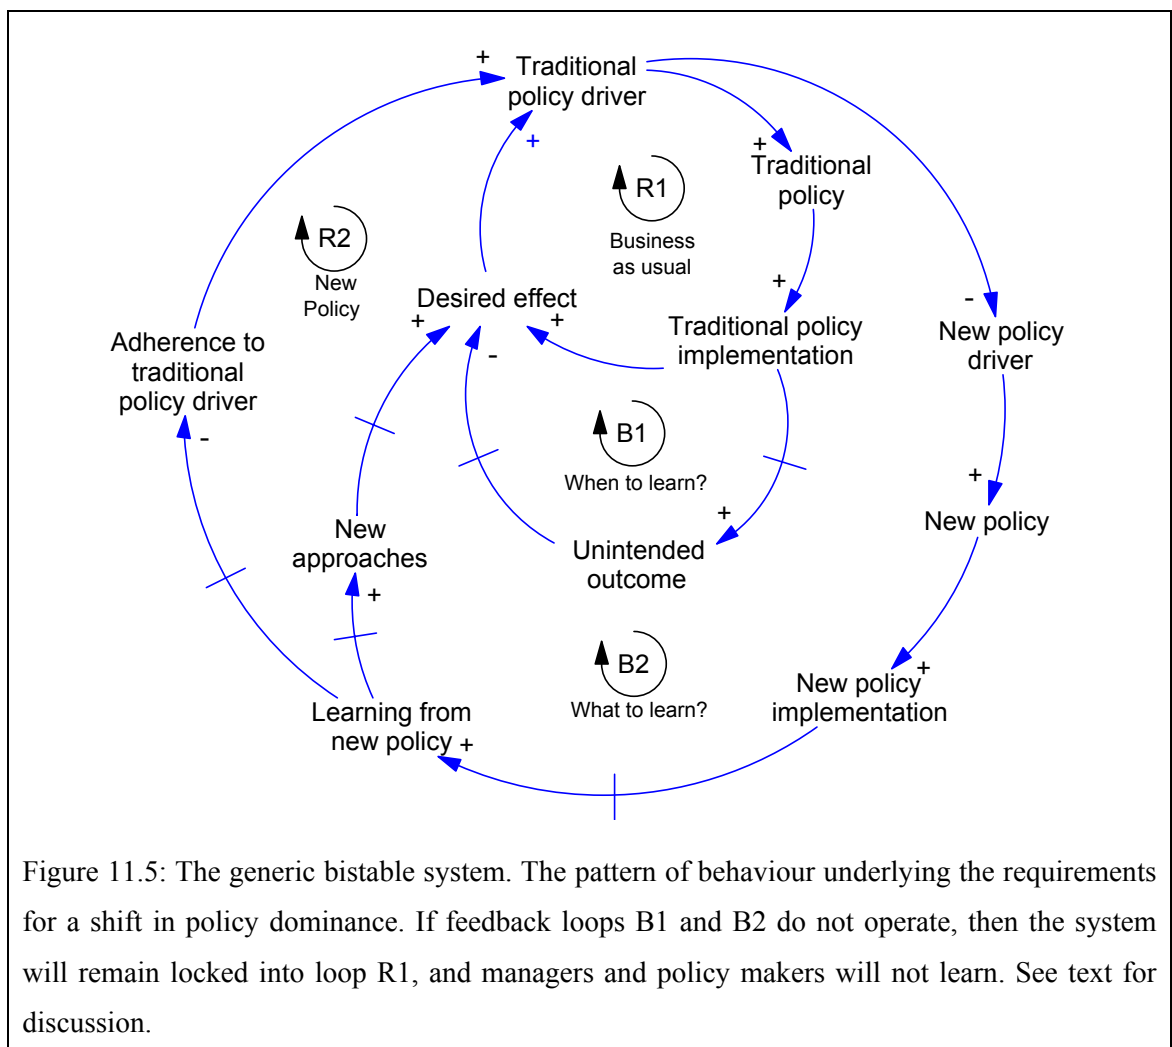 +
Traditional
policy driver
+
+
Traditional
policy
R1
Business
as usual
R2
New
Policy
+
Desired effect
+
+
-
Traditional policy
implementation
-
New policy
driver
Adherence to
traditional
policy driver
-
B1
When to learn?
+
New policy
New
approaches
+
+
Unintended
outcome
B2
What to learn?
+
New policy
implementation
Learning from
new policy
+
Figure 11.5: The generic bistable system. The pattern of behaviour underlying the requirements
for a shift in policy dominance. If feedback loops B1 and B2 do not operate, then the system
will remain locked into loop R1, and managers and policy makers will not learn. See text for
discussion.